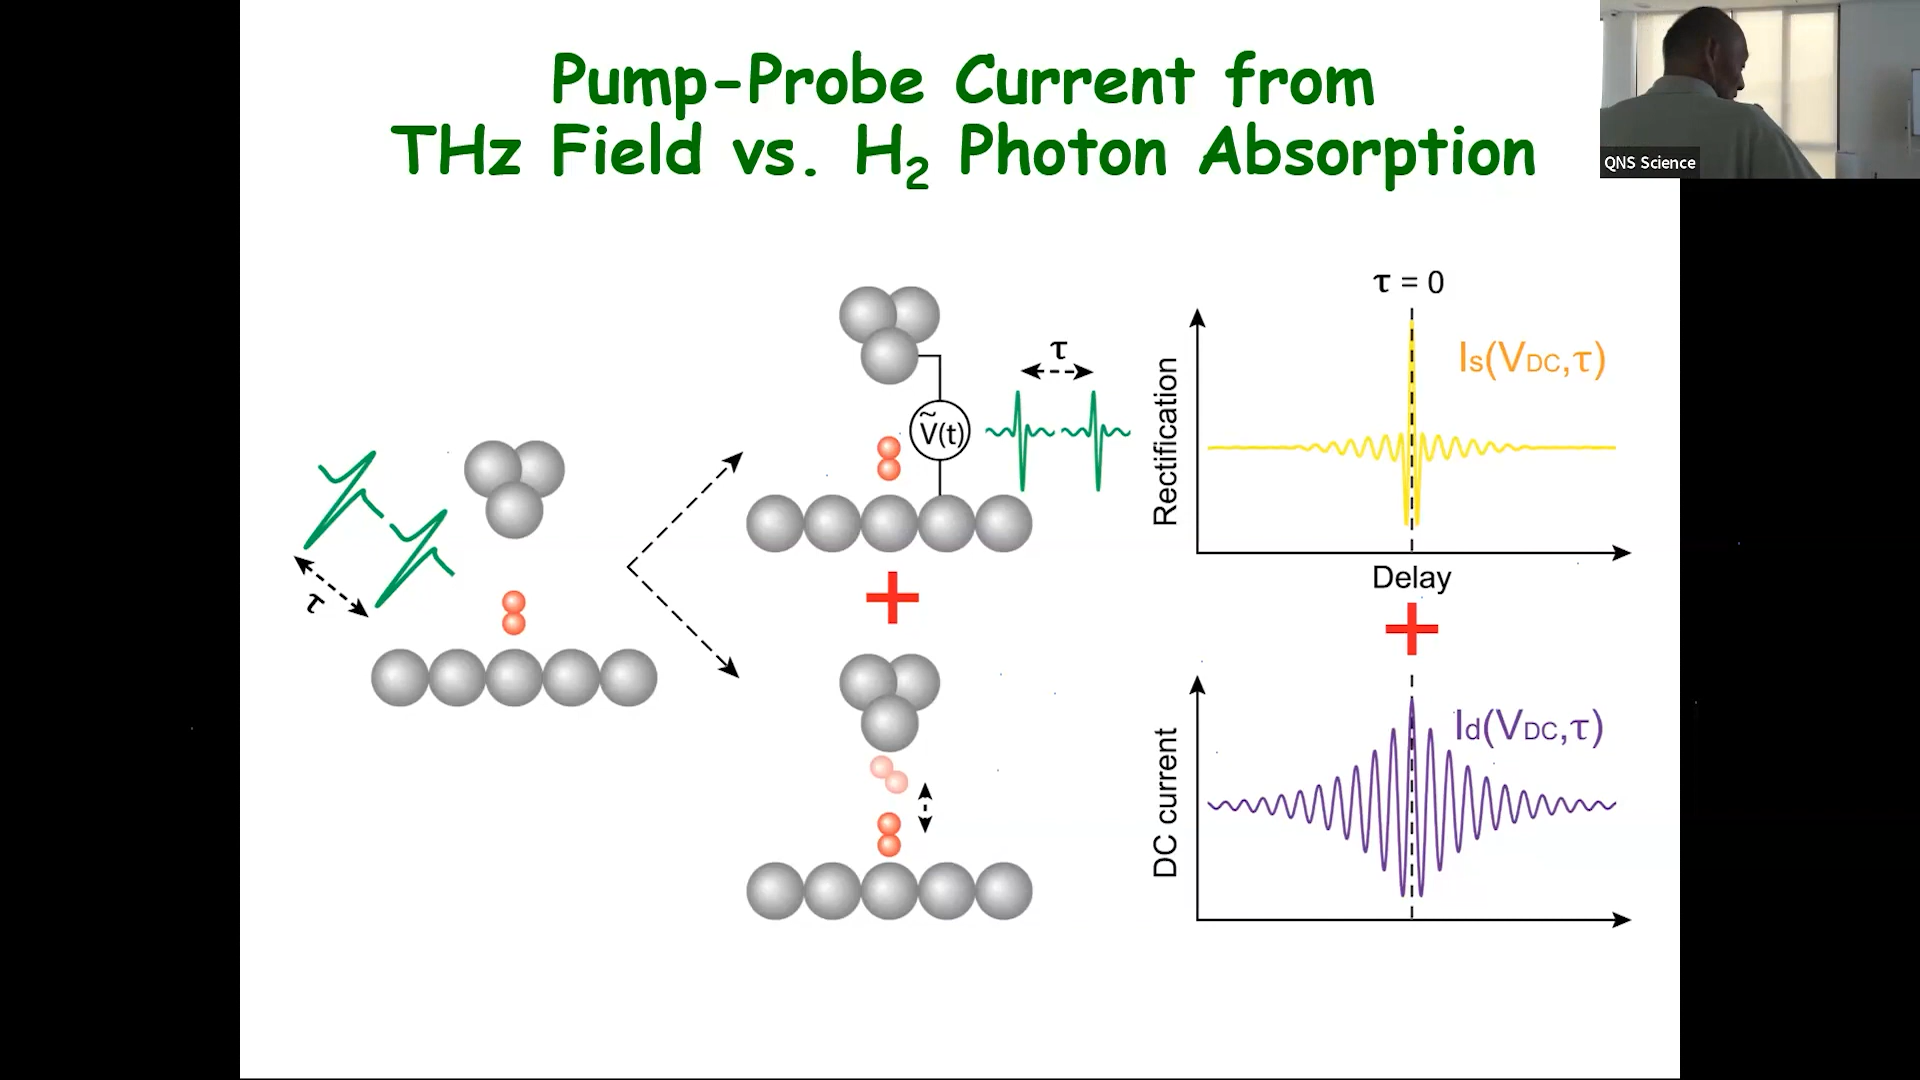 Pump-Probe Current from
THz Field vs. H₂ Photon Absorption
QNS Science
τ
τ
Ṽ(t)
τ = 0
Rectification
Is(VDC,τ)
Delay
DC current
Id(VDC,τ)